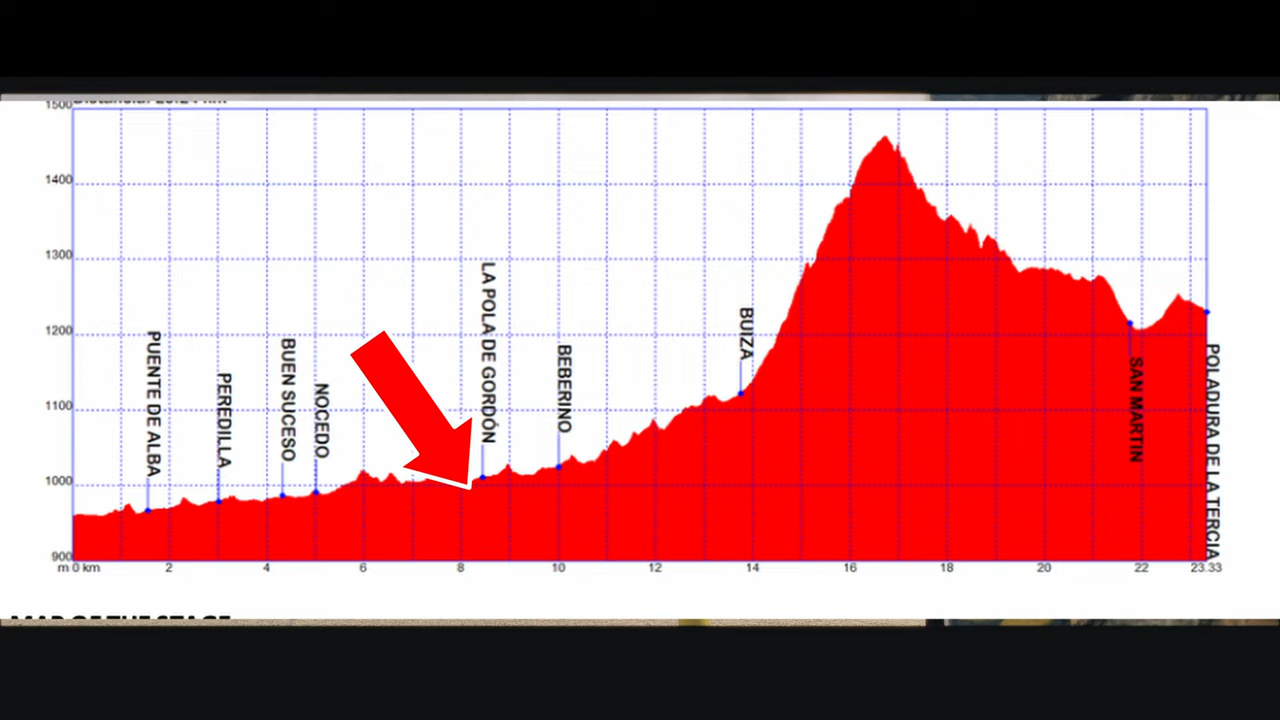 1500
1400
1300
1200
1100
1000
900
PUENTE DE ALBA
PEREDILLA
BUEN SUCESO
NOCEDO
LA POLA DE GORDÓN
BEBERINO
BUIZA
SAN MARTIN
POLADURA DE LA TERCIA
m 0 km 2 4 6 8 10 12 14 16 18 20 22 23.33